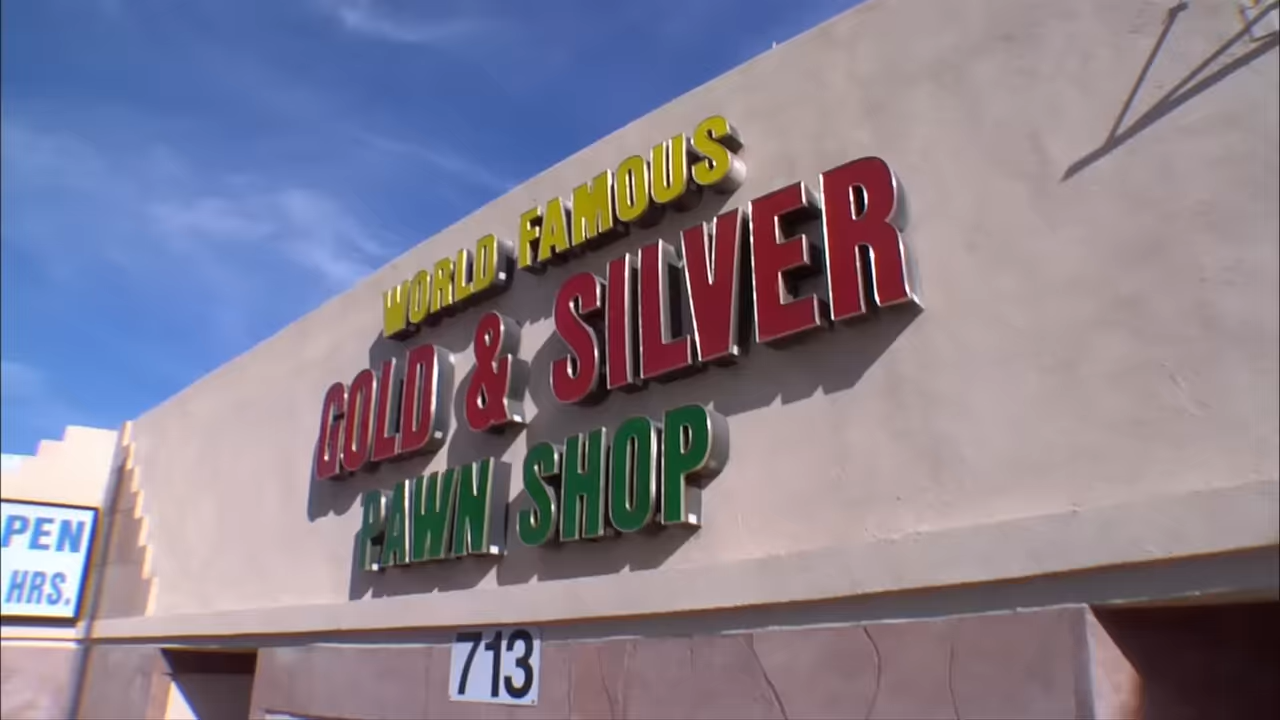 WORLD FAMOUS
GOLD & SILVER
PAWN SHOP
PEN
HRS.
713